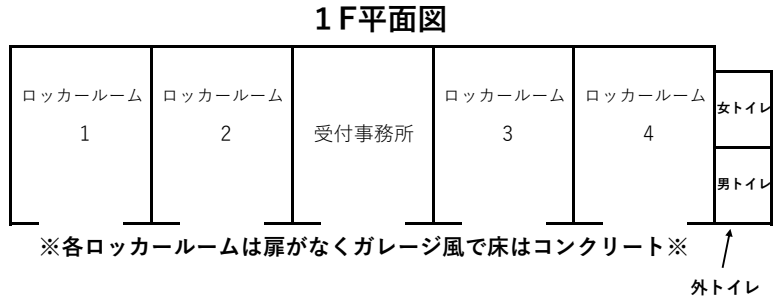 １F平面図
ロッカールーム
1
ロッカールーム
2
受付事務所
ロッカールーム
3
ロッカールーム
4
女トイレ
男トイレ
※各ロッカールームは扉がなくガレージ風で床はコンクリート※
外トイレ